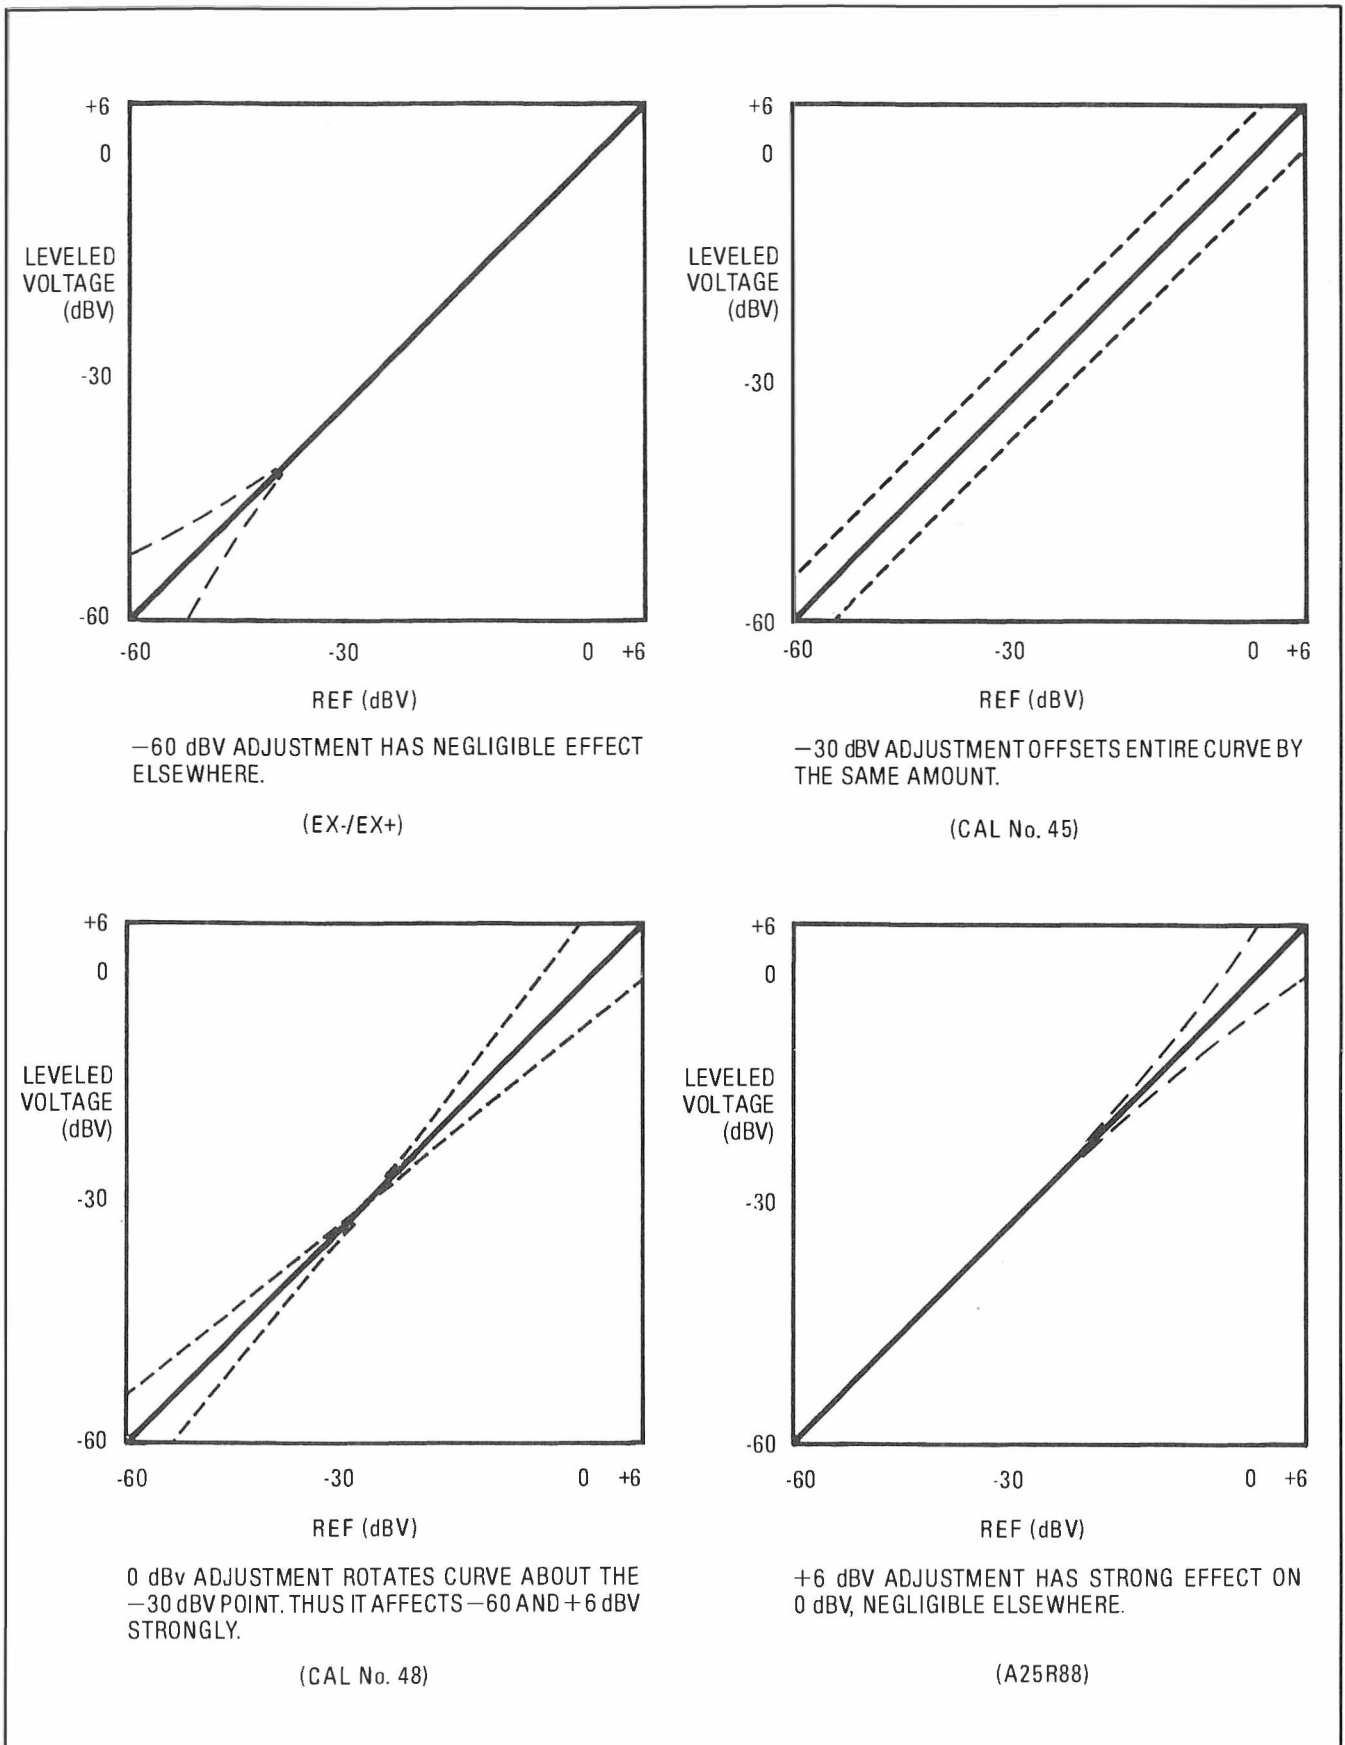 +6
0
LEVELED
VOLTAGE
(dBV)
-30
-60
-60 -30 0 +6
REF (dBV)
—60 dBV ADJUSTMENT HAS NEGLIGIBLE EFFECT
ELSEWHERE.
(EX-/EX+)
+6
0
LEVELED
VOLTAGE
(dBV)
-30
-60
-60 -30 0 +6
REF (dBV)
—30 dBV ADJUSTMENT OFFSETS ENTIRE CURVE BY
THE SAME AMOUNT.
(CAL No. 45)
+6
0
LEVELED
VOLTAGE
(dBV)
-30
-60
-60 -30 0 +6
REF (dBV)
0 dBv ADJUSTMENT ROTATES CURVE ABOUT THE
—30 dBV POINT. THUS IT AFFECTS —60 AND +6 dBV
STRONGLY.
(CAL No. 48)
+6
0
LEVELED
VOLTAGE
(dBV)
-30
-60
-60 -30 0 +6
REF (dBV)
+6 dBV ADJUSTMENT HAS STRONG EFFECT ON
0 dBV, NEGLIGIBLE ELSEWHERE.
(A25R88)